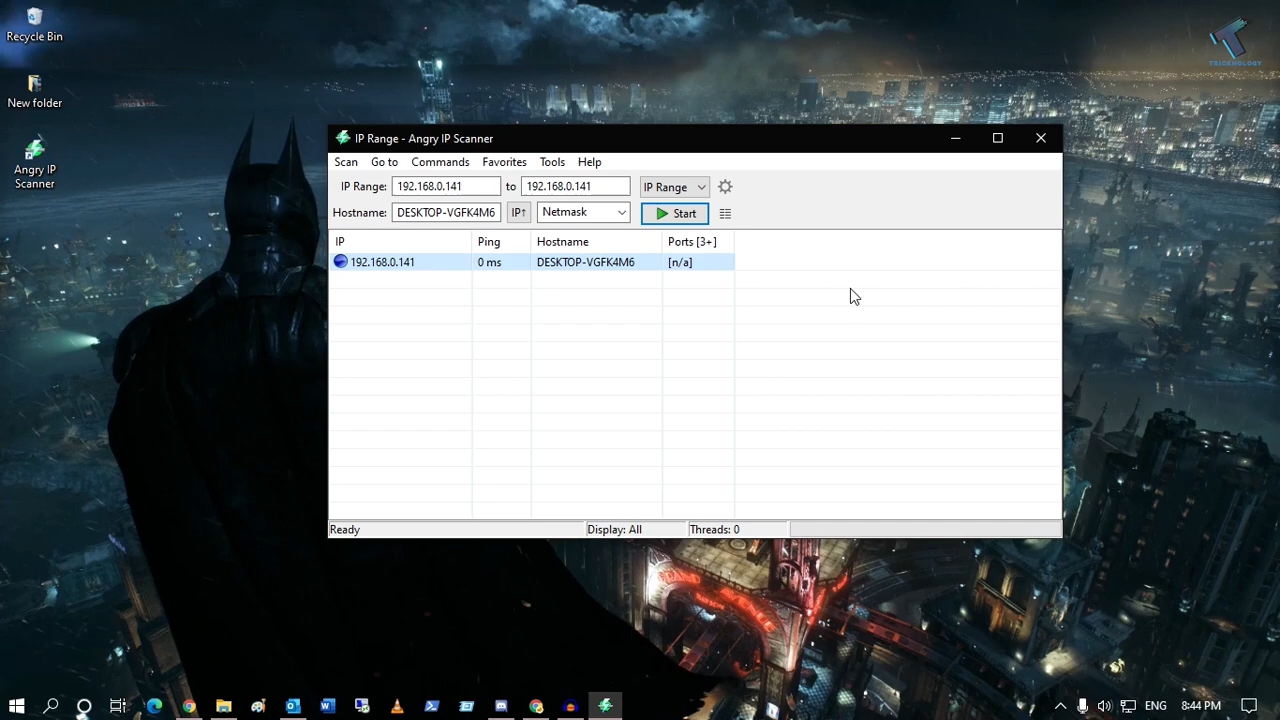 Recycle Bin
New folder
Angry IP
Scanner
TRICKNOLOGY
IP Range - Angry IP Scanner
Scan Go to Commands Favorites Tools Help
IP Range: 192.168.0.141 to 192.168.0.141 IP Range
Hostname: DESKTOP-VGFK4M6 IP↑ Netmask Start
IP Ping Hostname Ports [3+]
192.168.0.141 0 ms DESKTOP-VGFK4M6 [n/a]
Ready Display: All Threads: 0
ENG 8:44 PM